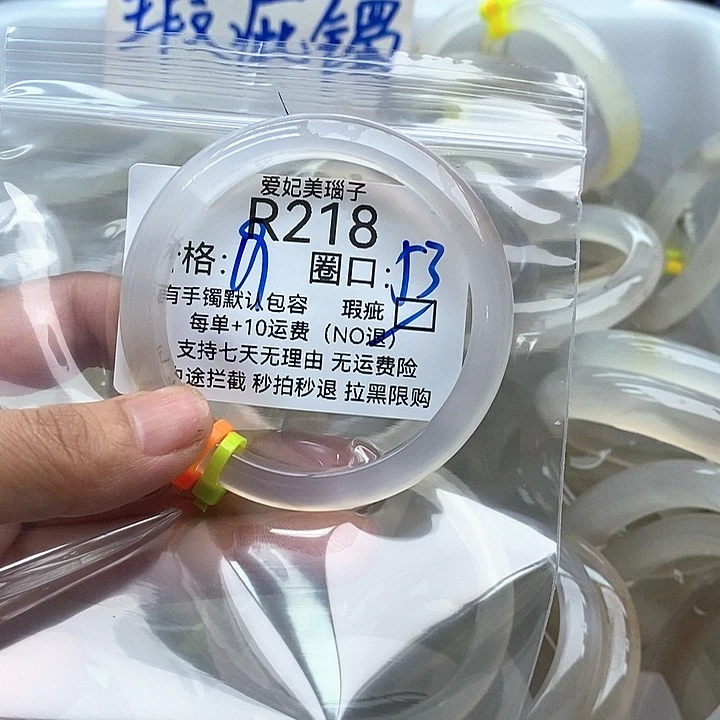 瑕疵镯
爱妃美瑙子
R218
格:9 圈口:53
有手镯默认包容 瑕疵
每单+10运费(NO退)
支持七天无理由 无运费险
途拦截 秒拍秒退 拉黑限购